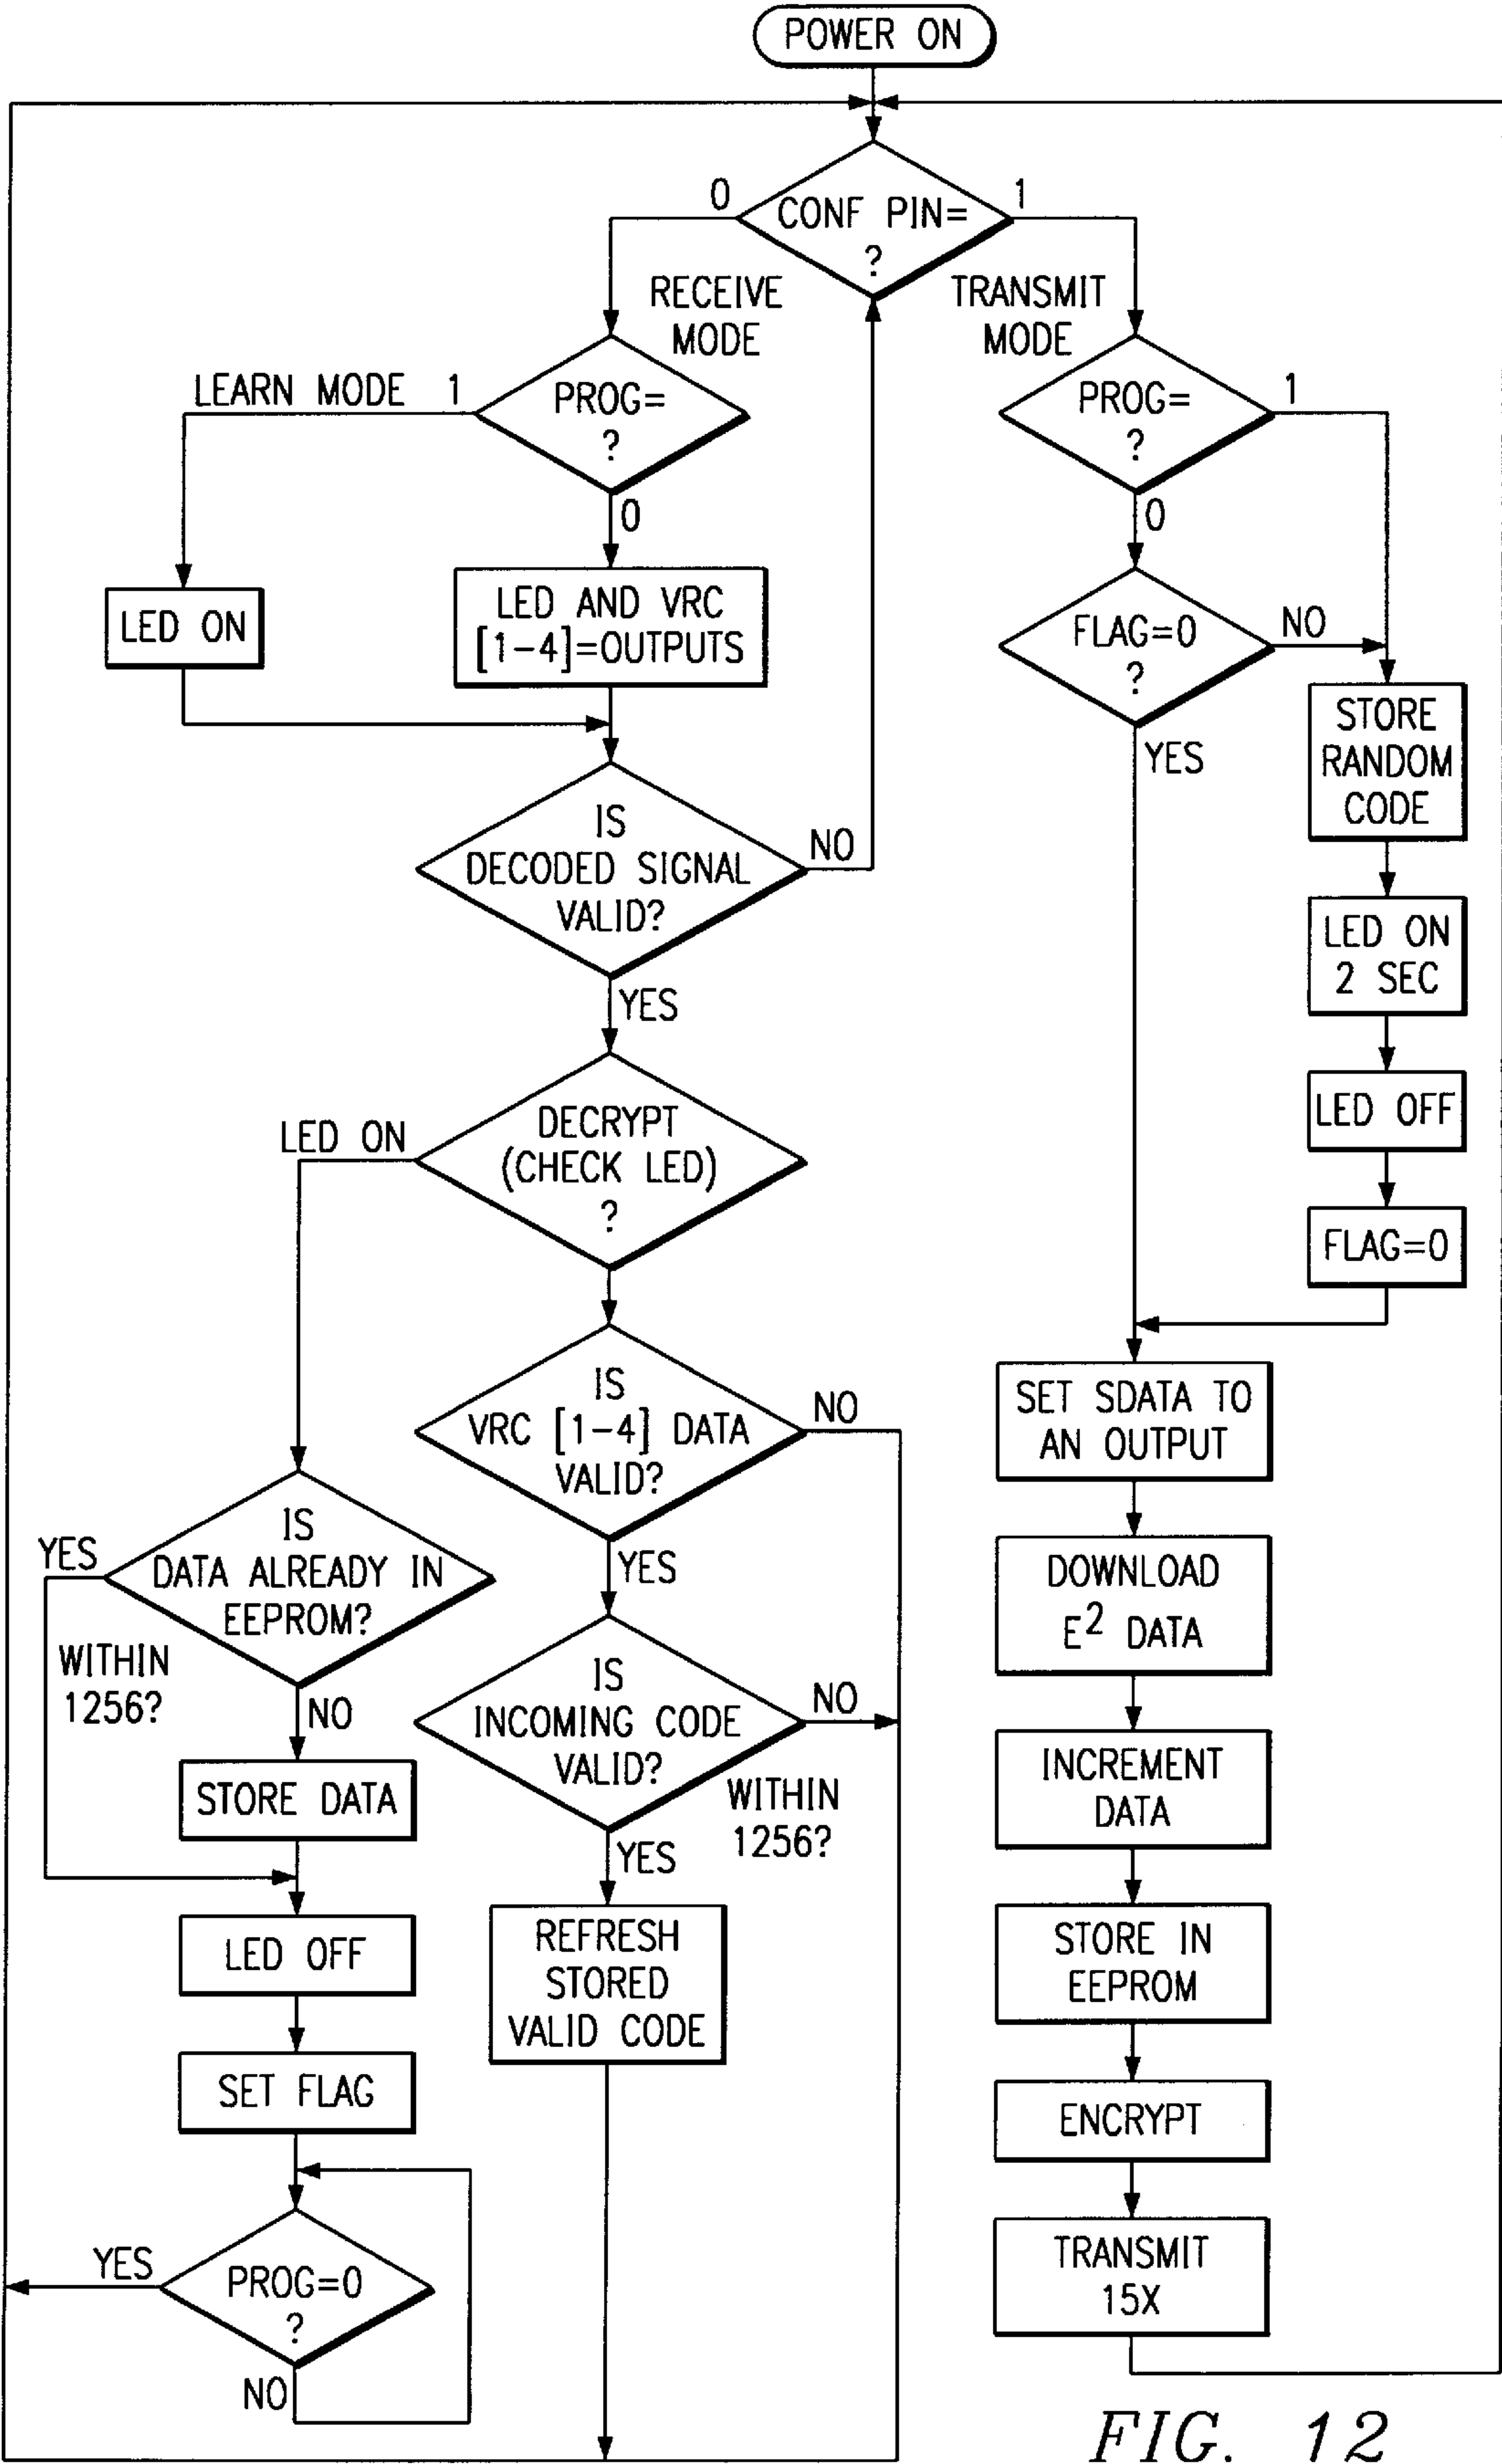 POWER ON
0
CONF PIN=
?
1
RECEIVE
MODE
TRANSMIT
MODE
LEARN MODE 1
PROG=
?
0
PROG=
?
1
0
LED ON
LED AND VRC
[1-4]=OUTPUTS
FLAG=0
?
NO
YES
STORE
RANDOM
CODE
IS
DECODED SIGNAL
VALID?
NO
YES
LED ON
2 SEC
LED OFF
FLAG=0
LED ON
DECRYPT
(CHECK LED)
?
IS
VRC [1-4] DATA
VALID?
NO
YES
SET SDATA TO
AN OUTPUT
YES
IS
DATA ALREADY IN
EEPROM?
WITHIN
1256?
NO
DOWNLOAD
E² DATA
IS
INCOMING CODE
VALID?
NO
WITHIN
1256?
YES
INCREMENT
DATA
STORE DATA
LED OFF
REFRESH
STORED
VALID CODE
STORE IN
EEPROM
SET FLAG
ENCRYPT
YES
PROG=0
?
NO
TRANSMIT
15X
FIG. 12